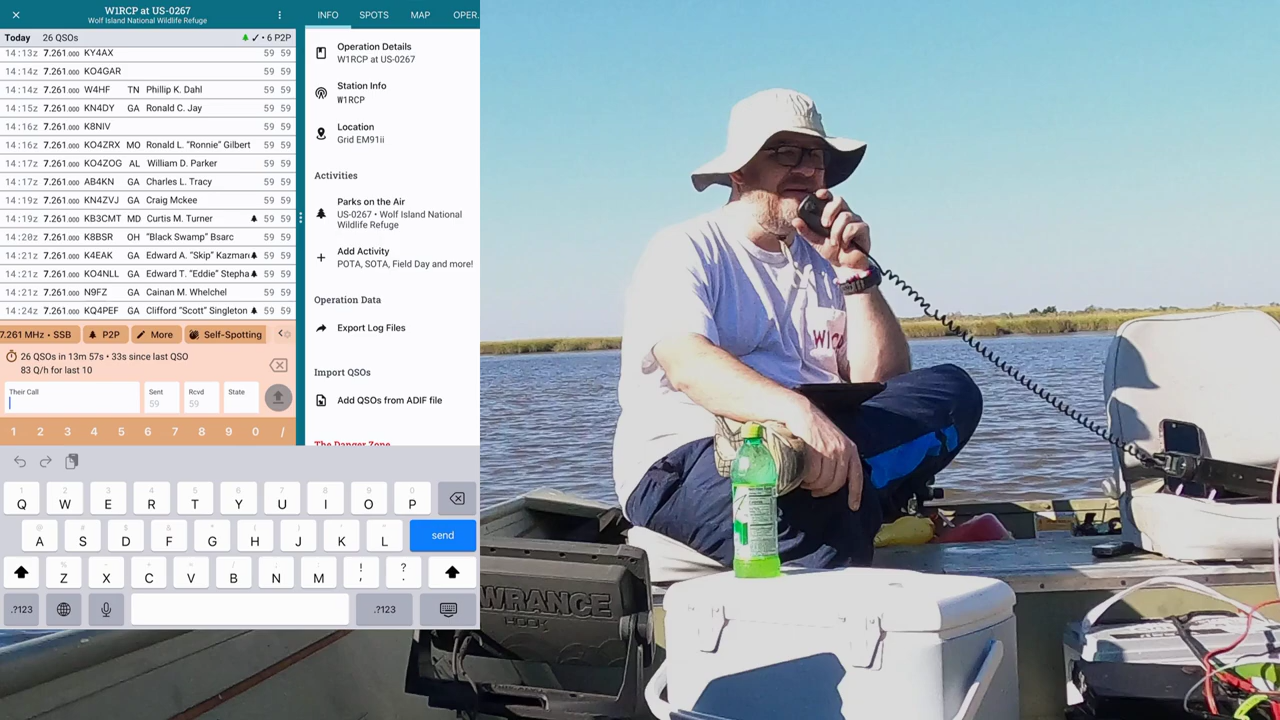 W1RCP at US-0267
Wolf Island National Wildlife Refuge
Today 26 QSOs ✓ • 6 P2P
14:13z 7.261.000 KY4AX 59 59
14:14z 7.261.000 KO4GAR 59 59
14:14z 7.261.000 W4HF TN Phillip K. Dahl 59 59
14:15z 7.261.000 KN4DY GA Ronald C. Jay 59 59
14:16z 7.261.000 K8NIV 59 59
14:16z 7.261.000 KO4ZRX MO Ronald L. "Ronnie" Gilbert 59 59
14:17z 7.261.000 KO4ZOG AL William D. Parker 59 59
14:17z 7.261.000 AB4KN GA Charles L. Tracy 59 59
14:19z 7.261.000 KN4ZVJ GA Craig Mckee 59 59
14:19z 7.261.000 KB3CMT MD Curtis M. Turner 59 59
14:20z 7.261.000 K8BSR OH "Black Swamp" Bsarc 59 59
14:21z 7.261.000 K4EAK GA Edward A. "Skip" Kazmar 59 59
14:21z 7.261.000 KO4NLL GA Edward T. "Eddie" Stepha 59 59
14:21z 7.261.000 N9FZ GA Cainan M. Whelchel 59 59
14:24z 7.261.000 KQ4PEF GA Clifford "Scott" Singleton 59 59
7.261 MHz • SSB P2P More Self-Spotting
26 QSOs in 13m 57s • 33s since last QSO
83 Q/h for last 10
Their Call Sent Rcvd State
59 59
1 2 3 4 5 6 7 8 9 0 /
INFO SPOTS MAP OPER.
Operation Details
W1RCP at US-0267
Station Info
W1RCP
Location
Grid EM91ii
Activities
Parks on the Air
US-0267 • Wolf Island National
Wildlife Refuge
Add Activity
POTA, SOTA, Field Day and more!
Operation Data
Export Log Files
Import QSOs
Add QSOs from ADIF file
The Danger Zone
1 2 3 4 5 6 7 8 9 0
Q W E R T Y U I O P
@ # $ & * ( ) ' "
A S D F G H J K L send
% - + = / ; : ! ?
Z X C V B N M , .
.?123 .?123
W1C
WRANCE
HOOK